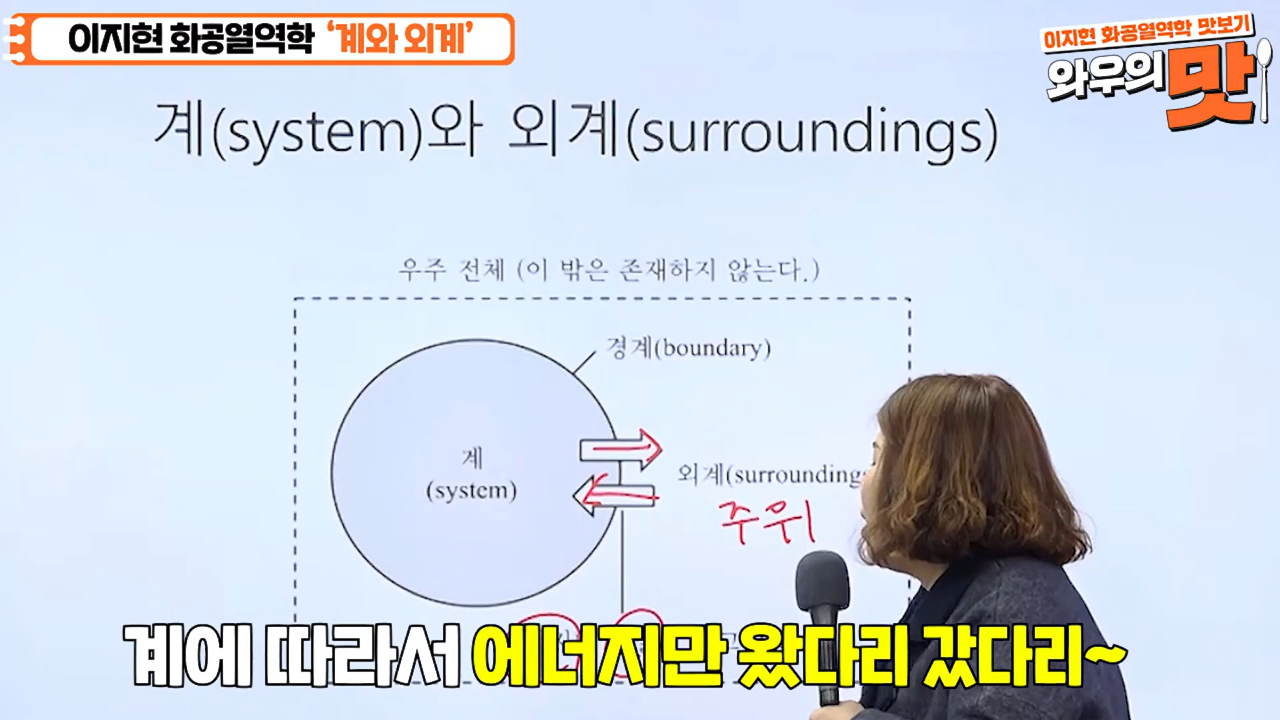 이지현 화공열역학 ‘계와 외계’
이지현 화공열역학 맛보기
와우의 맛
계(system)와 외계(surroundings)
우주 전체 (이 밖은 존재하지 않는다.)
경계(boundary)
계
(system)
외계(surroundings
주위
계에 따라서 에너지만 왔다리 갔다리~